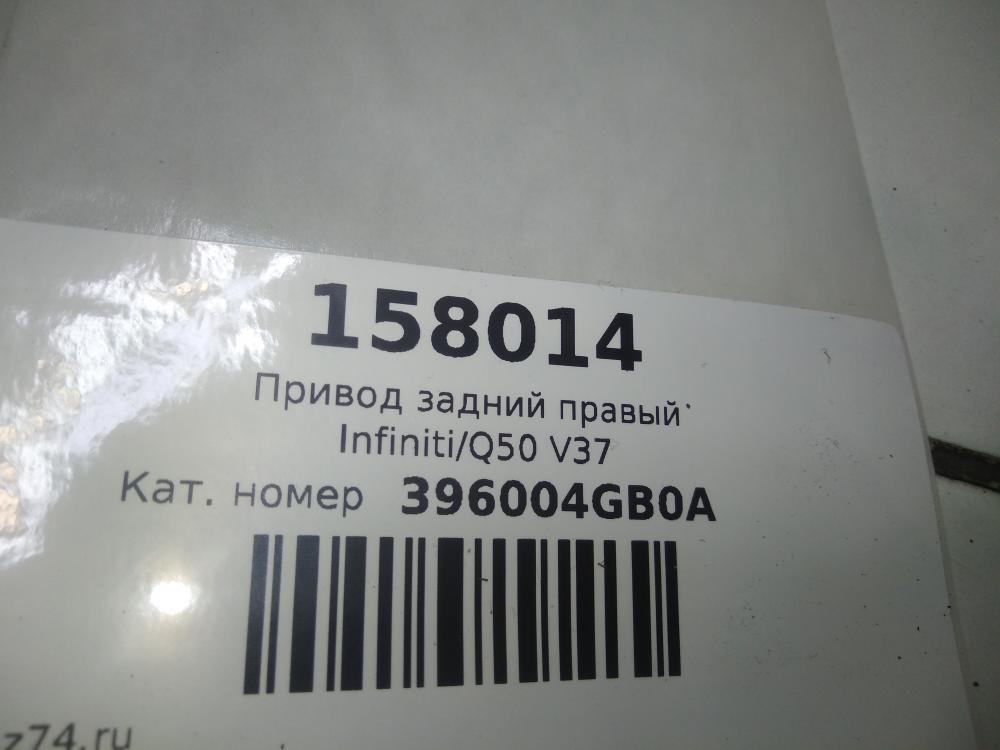 158014
Привод задний правый
Infiniti/Q50 V37
Кат. номер 396004GB0A
z74.ru